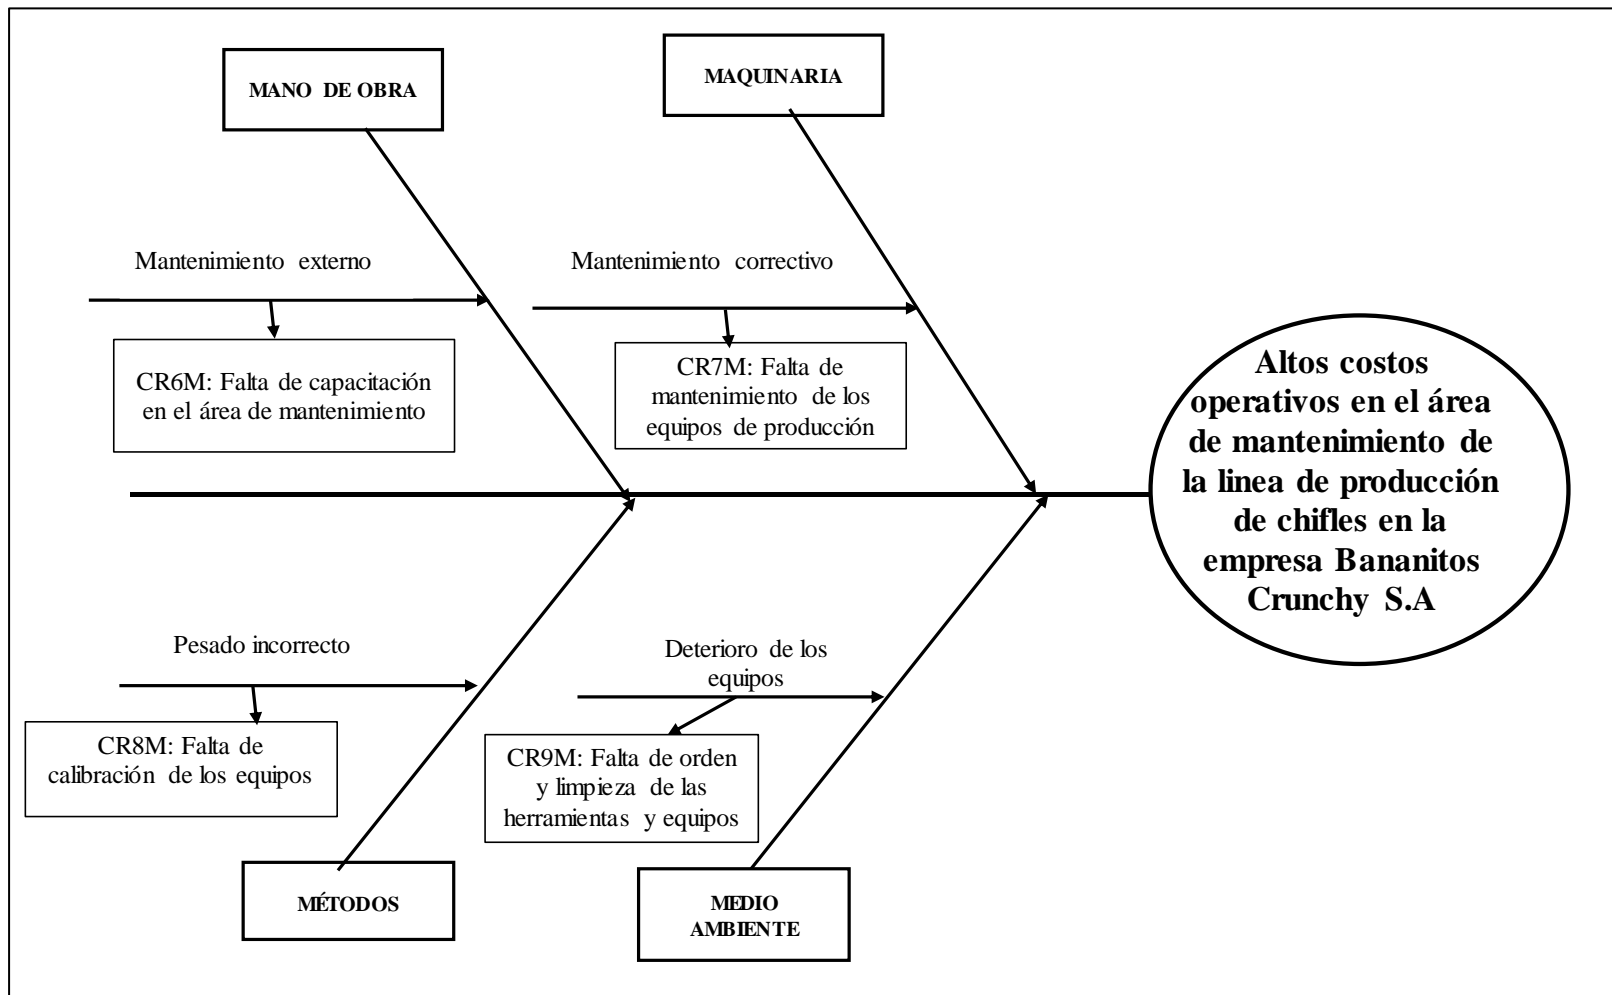 MANO DE OBRA
MAQUINARIA
Mantenimiento externo
Mantenimiento correctivo
CR6M: Falta de capacitación
en el área de mantenimiento
CR7M: Falta de
mantenimiento de los
equipos de producción
Altos costos
operativos en el área
de mantenimiento de
la linea de producción
de chifles en la
empresa Bananitos
Crunchy S.A
Pesado incorrecto
Deterioro de los
equipos
CR8M: Falta de
calibración de los equipos
CR9M: Falta de orden
y limpieza de las
herramientas y equipos
MÉTODOS
MEDIO
AMBIENTE